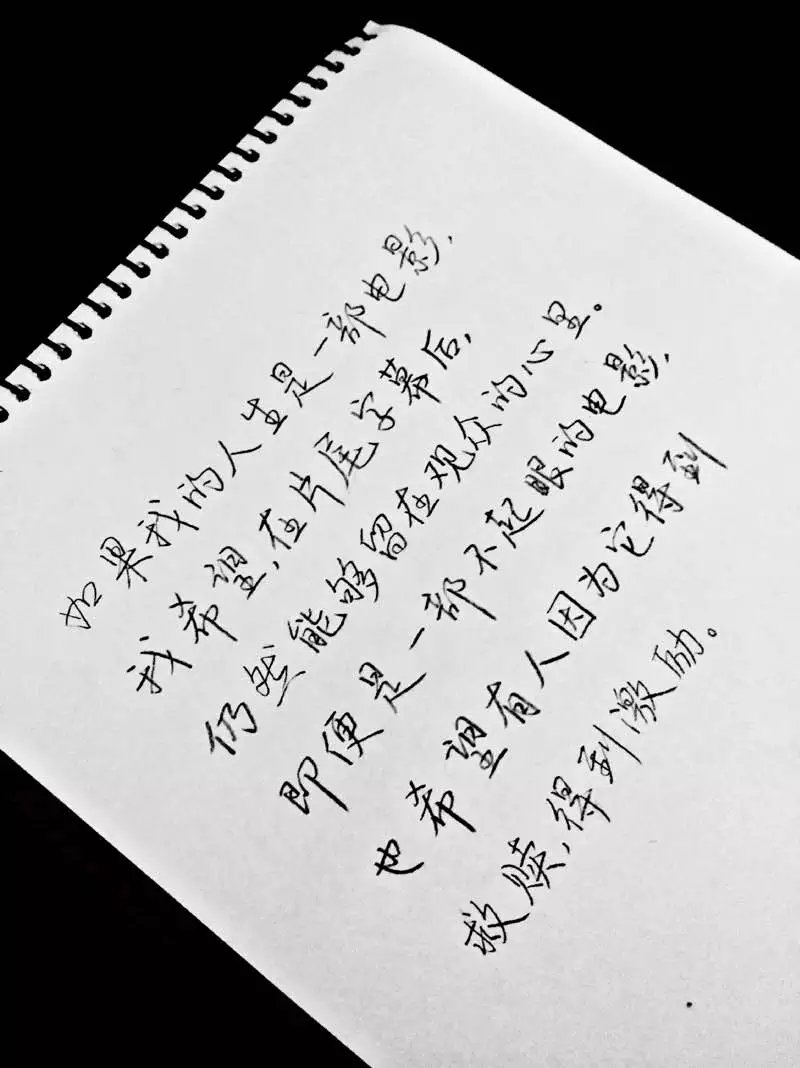 如果我的人生是一部电影，
我希望，在片尾字幕后，
仍然能够留在观众的心里。
即便是一部不起眼的电影，
也希望有人因为它得到
救赎，得到激励。